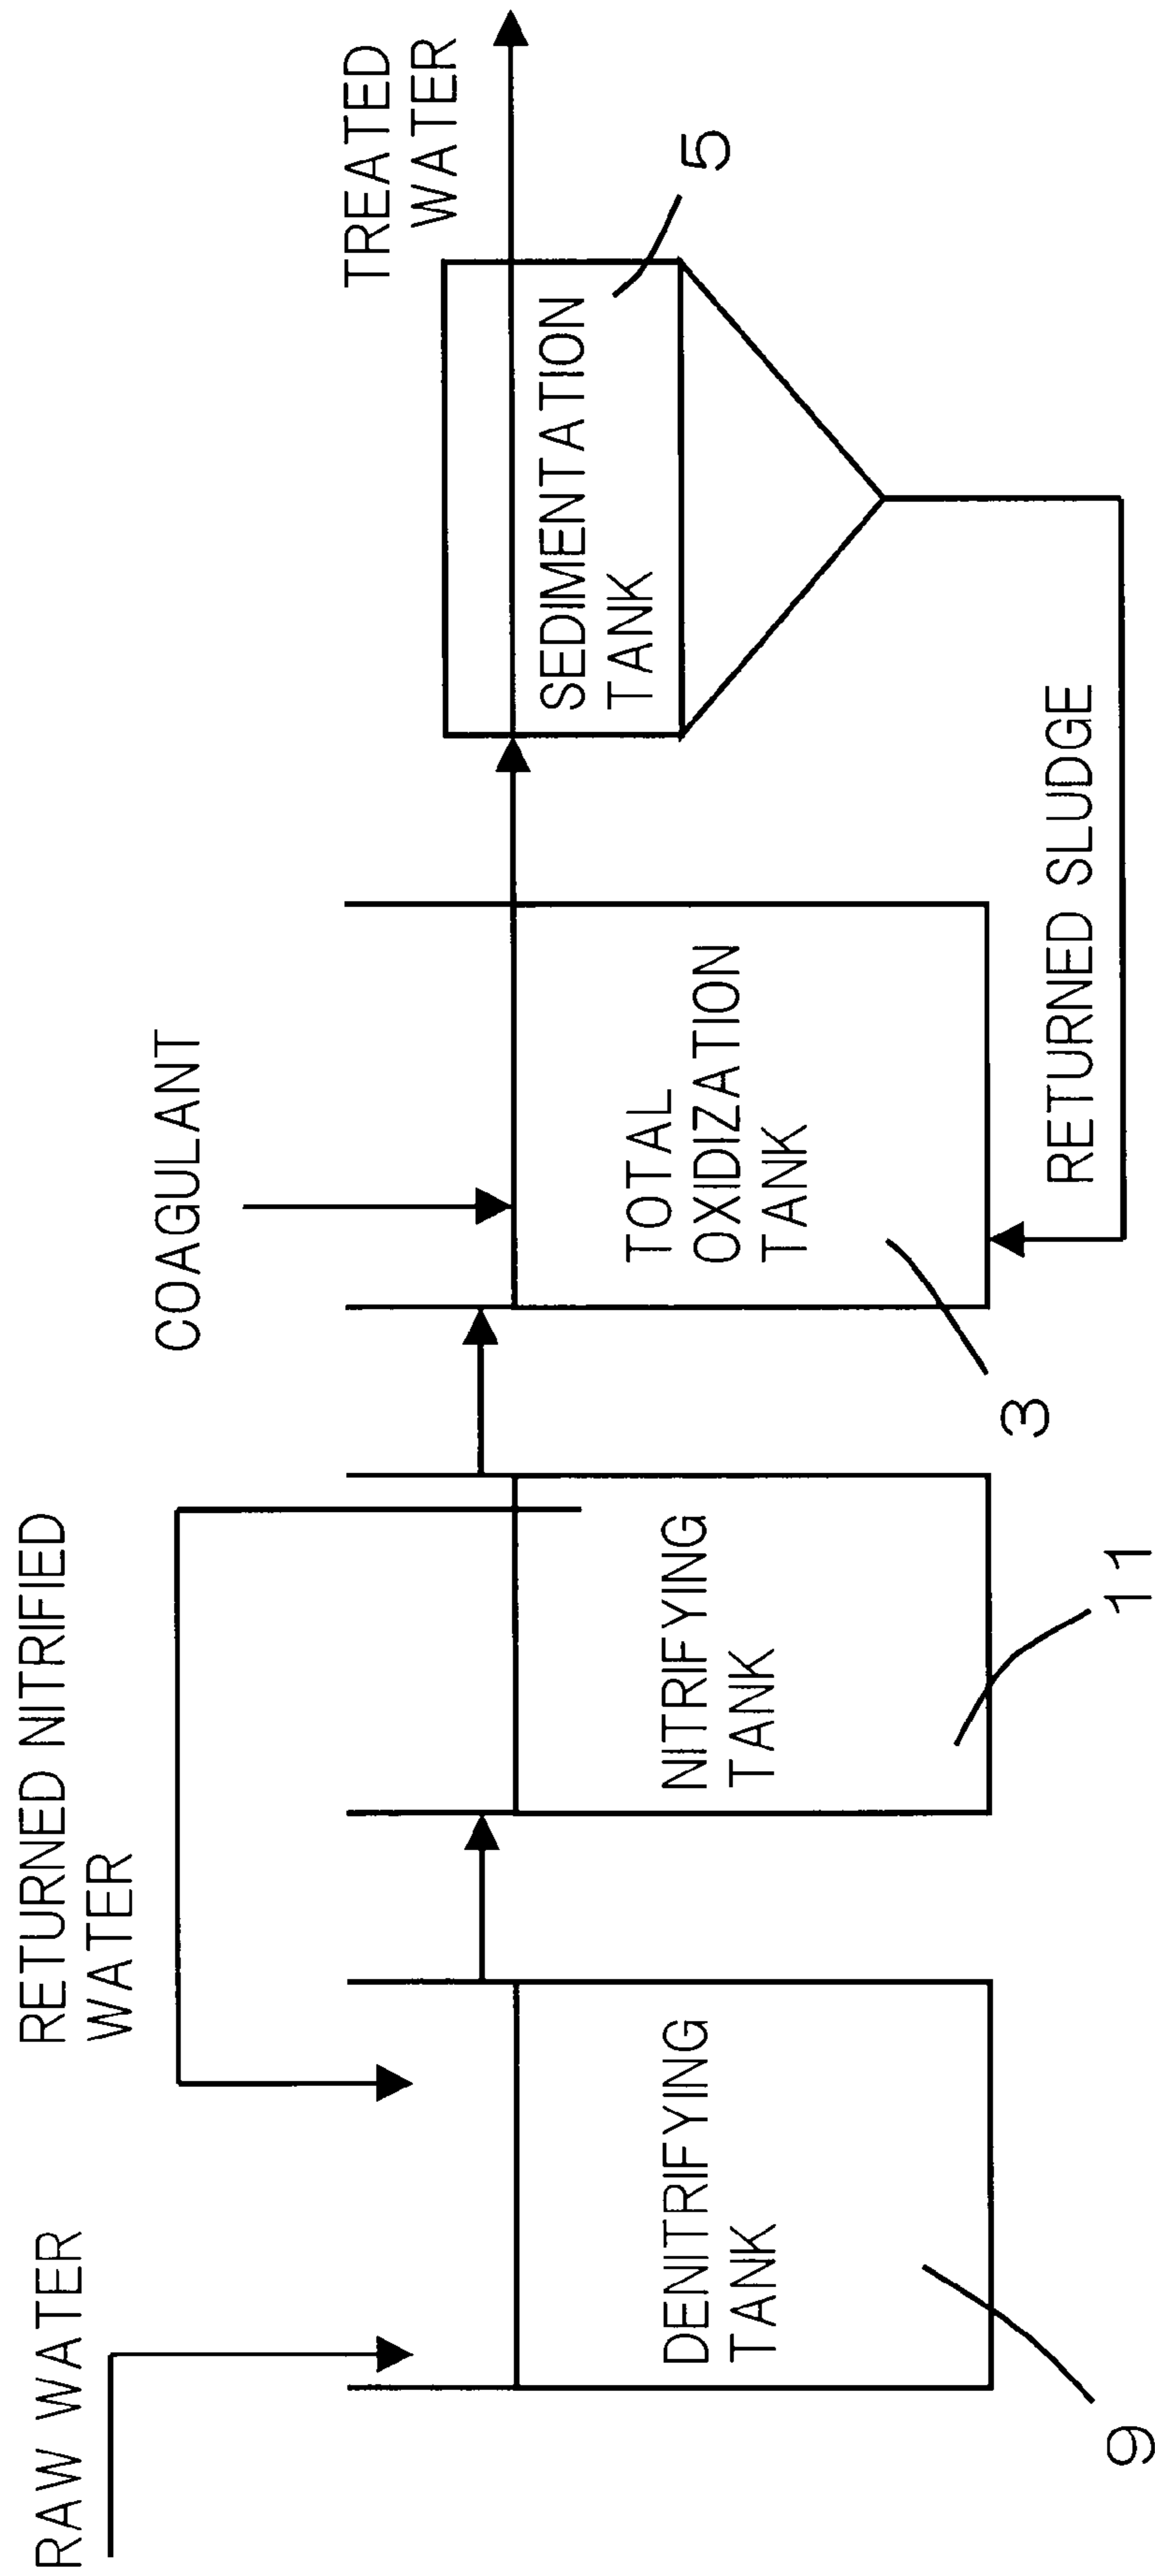 RAW WATER
RETURNED NITRIFIED
WATER
COAGULANT
TREATED
WATER
DENITRIFYING
TANK
NITRIFYING
TANK
TOTAL
OXIDIZATION
TANK
SEDIMENTATION
TANK
RETURNED SLUDGE
9
11
3
5